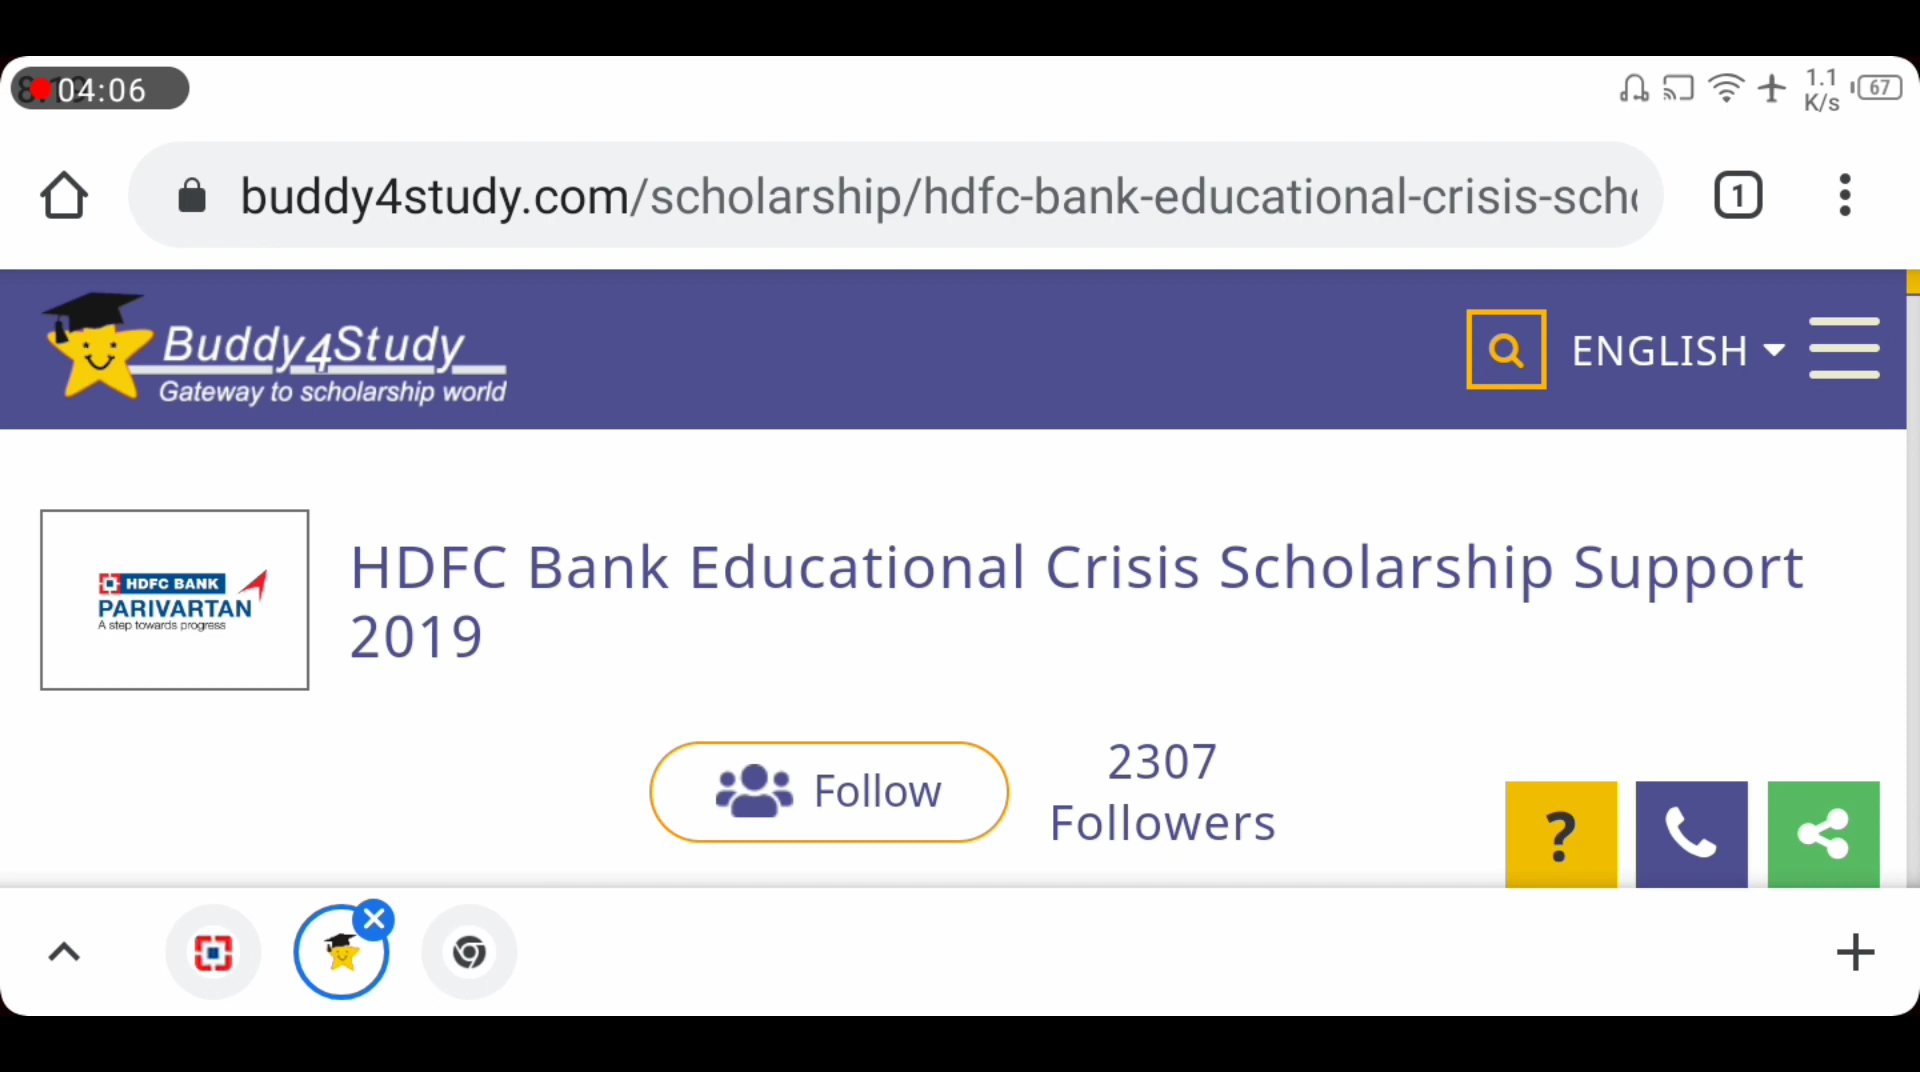 04:06
1.1
K/s
67
buddy4study.com/scholarship/hdfc-bank-educational-crisis-sch
1
Buddy4Study
Gateway to scholarship world
ENGLISH
HDFC BANK
PARIVARTAN
A step towards progress
HDFC Bank Educational Crisis Scholarship Support
2019
Follow
2307
Followers
?